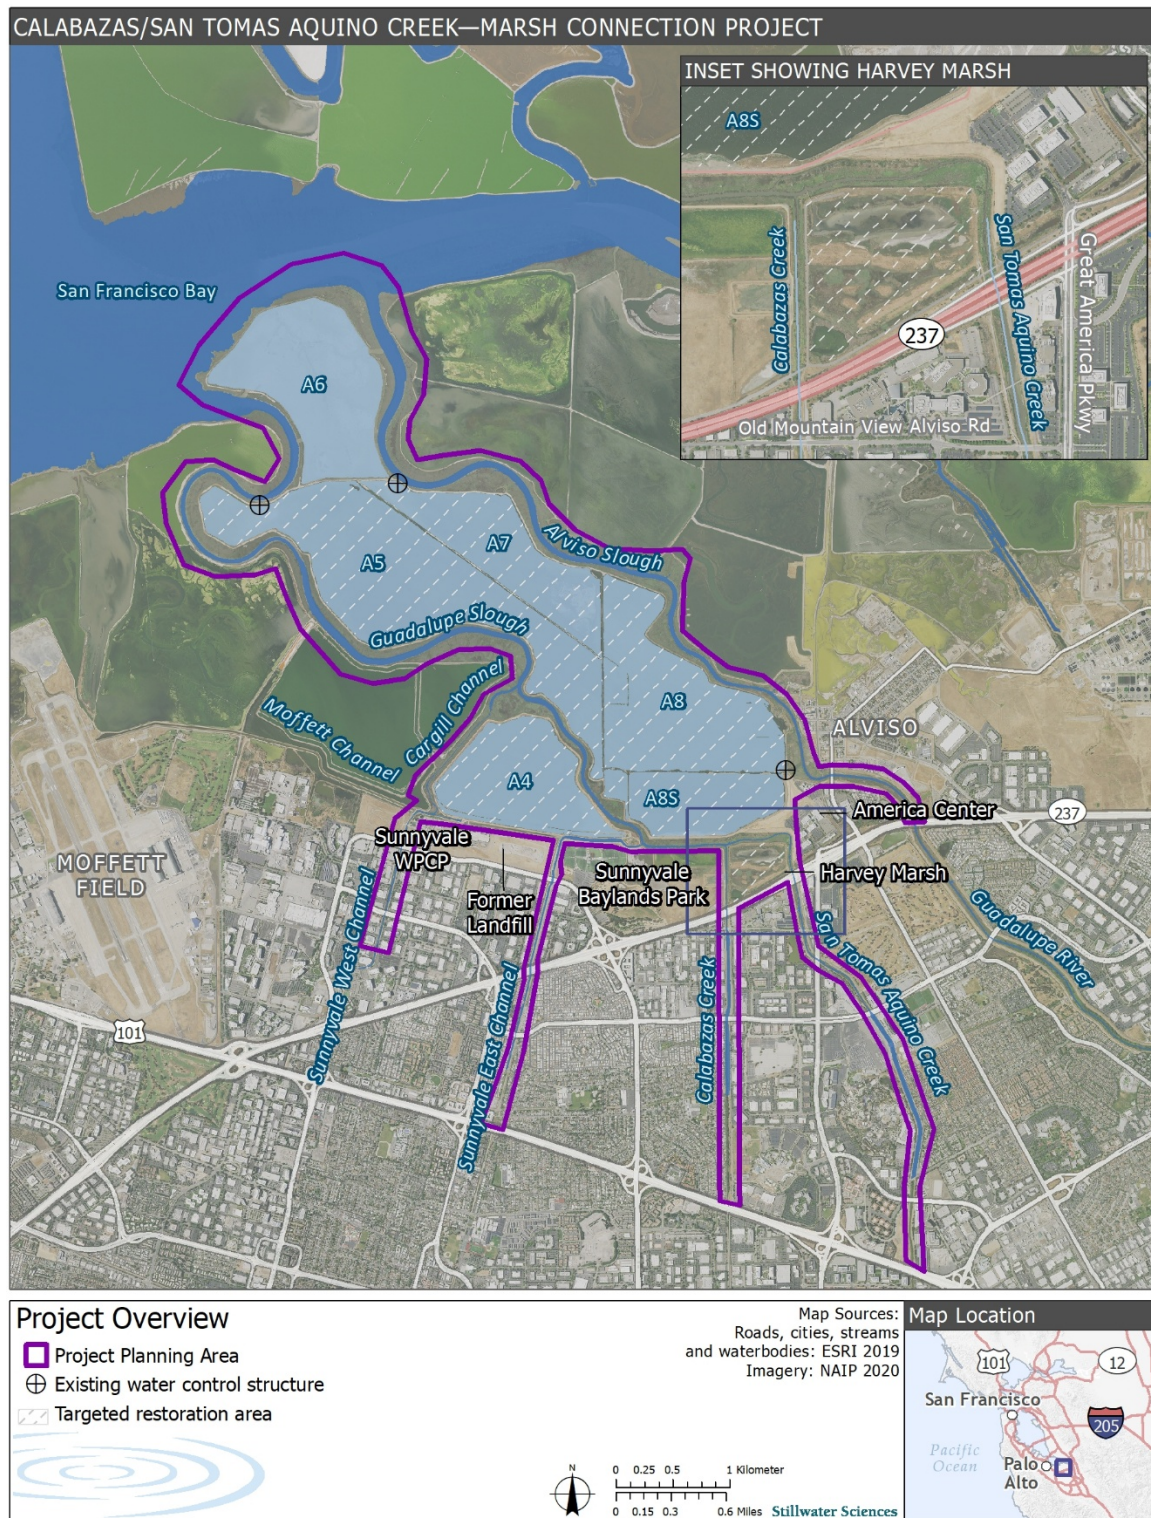 CALABAZAS/SAN TOMAS AQUINO CREEK—MARSH CONNECTION PROJECT
INSET SHOWING HARVEY MARSH
A8S
Calabazas Creek
San Tomas Aquino Creek
Great America Pkwy
237
Old Mountain View Alviso Rd
San Francisco Bay
A6
A5
A7
Alviso Slough
Guadalupe Slough
Cargill Channel
Moffett Channel
A8
ALVISO
A4
A8S
America Center
237
MOFFETT
FIELD
Sunnyvale
WPCP
Former
Landfill
Sunnyvale
Baylands Park
Harvey Marsh
Guadalupe River
San Tomas Aquino Creek
Calabazas Creek
Sunnyvale West Channel
Sunnyvale East Channel
101
Project Overview
Project Planning Area
Existing water control structure
Targeted restoration area
Map Sources:
Roads, cities, streams
and waterbodies: ESRI 2019
Imagery: NAIP 2020
N
0 0.25 0.5 1 Kilometer
0 0.15 0.3 0.6 Miles
Stillwater Sciences
Map Location
101
12
San Francisco
205
Pacific
Ocean
Palo
Alto